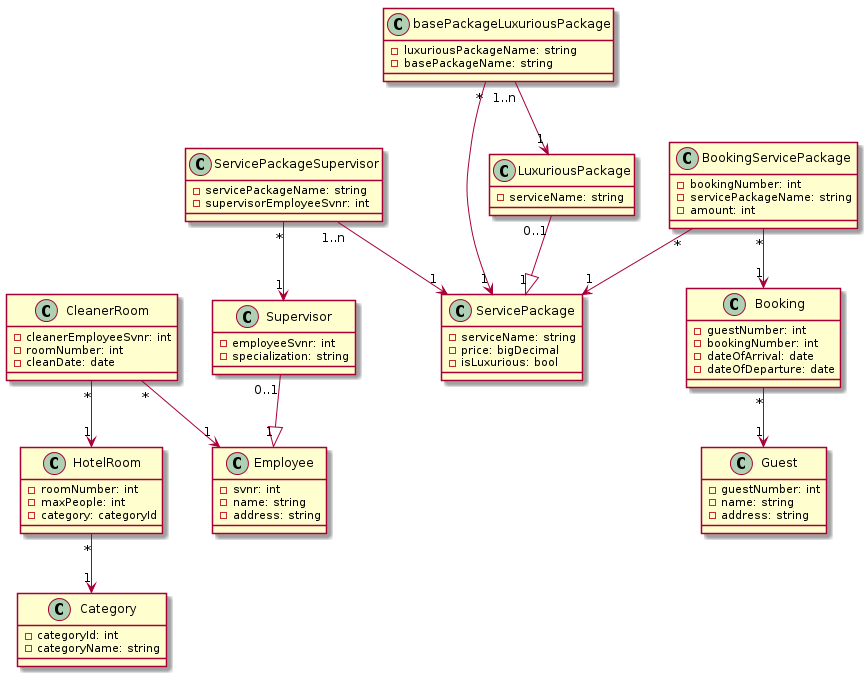 C basePackageLuxuriousPackage
luxuriousPackageName: string
basePackageName: string
* 1..n
1 1
C ServicePackageSupervisor
servicePackageName: string
supervisorEmployeeSvnr: int
* 1..n
1 1
C LuxuriousPackage
serviceName: string
0..1
1
C BookingServicePackage
bookingNumber: int
servicePackageName: string
amount: int
* *
1 1
C CleanerRoom
cleanerEmployeeSvnr: int
roomNumber: int
cleanDate: date
* *
1 1
C Supervisor
employeeSvnr: int
specialization: string
0..1
1
C ServicePackage
serviceName: string
price: bigDecimal
isLuxurious: bool
C Booking
guestNumber: int
bookingNumber: int
dateOfArrival: date
dateOfDeparture: date
*
1
C HotelRoom
roomNumber: int
maxPeople: int
category: categoryId
*
1
C Employee
svnr: int
name: string
address: string
C Guest
guestNumber: int
name: string
address: string
C Category
categoryId: int
categoryName: string